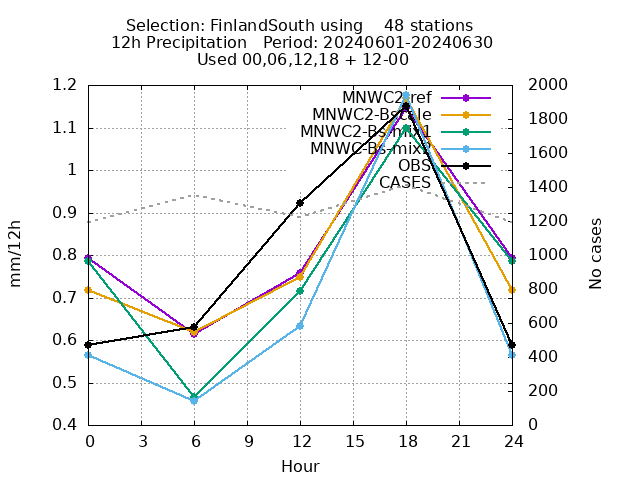 Selection: FinlandSouth using 48 stations
12h Precipitation Period: 20240601-20240630
Used 00,06,12,18 + 12-00
mm/12h
No cases
1.2
1.1
1
0.9
0.8
0.7
0.6
0.5
0.4
2000
1800
1600
1400
1200
1000
800
600
400
200
0
OBS
CASES
0 3 6 9 12 15 18 21 24
Hour